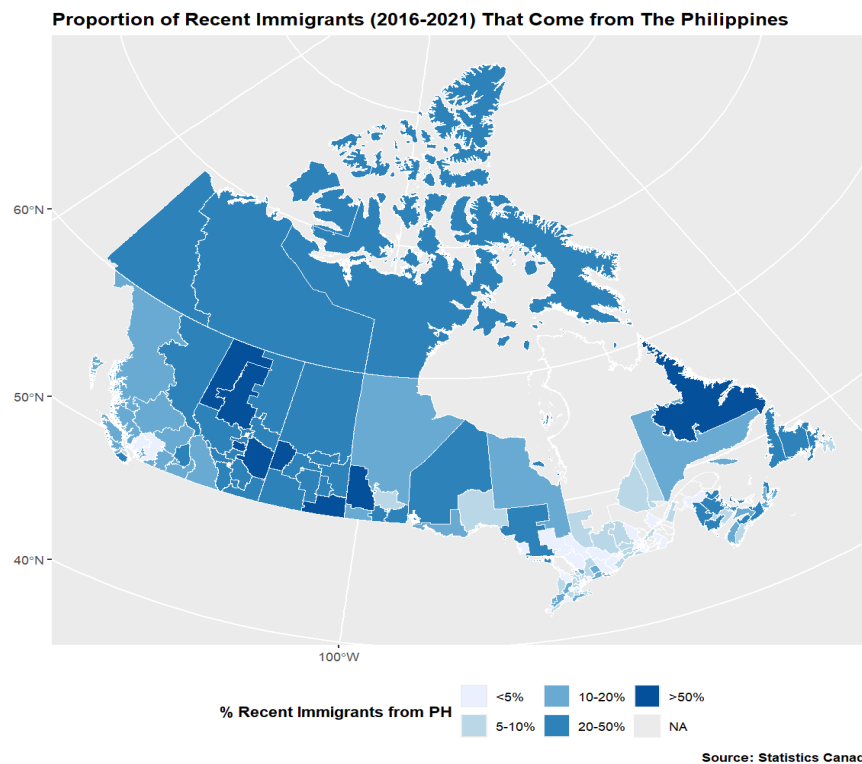 Proportion of Recent Immigrants (2016-2021) That Come from The Philippines
60°N
50°N
40°N
100°W
% Recent Immigrants from PH
<5% 10-20% >50%
5-10% 20-50% NA
Source: Statistics Canad